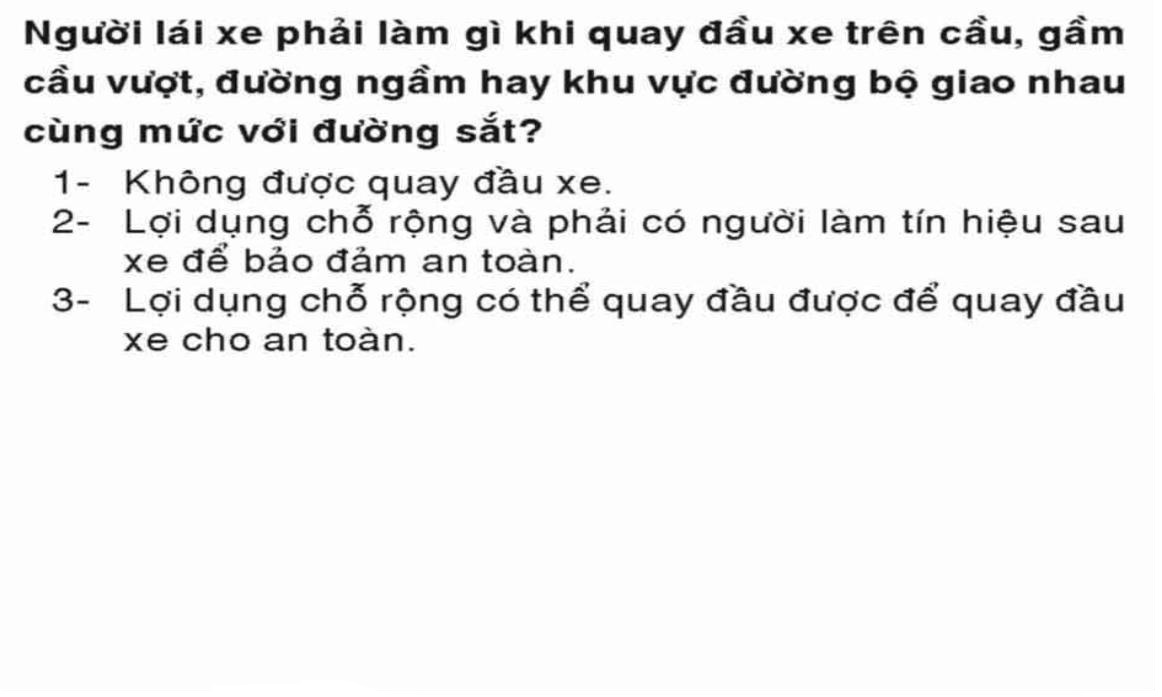 Người lái xe phải làm gì khi quay đầu xe trên cầu, gầm
cầu vượt, đường ngầm hay khu vực đường bộ giao nhau
cùng mức với đường sắt?
1- Không được quay đầu xe.
2- Lợi dụng chỗ rộng và phải có người làm tín hiệu sau
xe để bảo đảm an toàn.
3- Lợi dụng chỗ rộng có thể quay đầu được để quay đầu
xe cho an toàn.